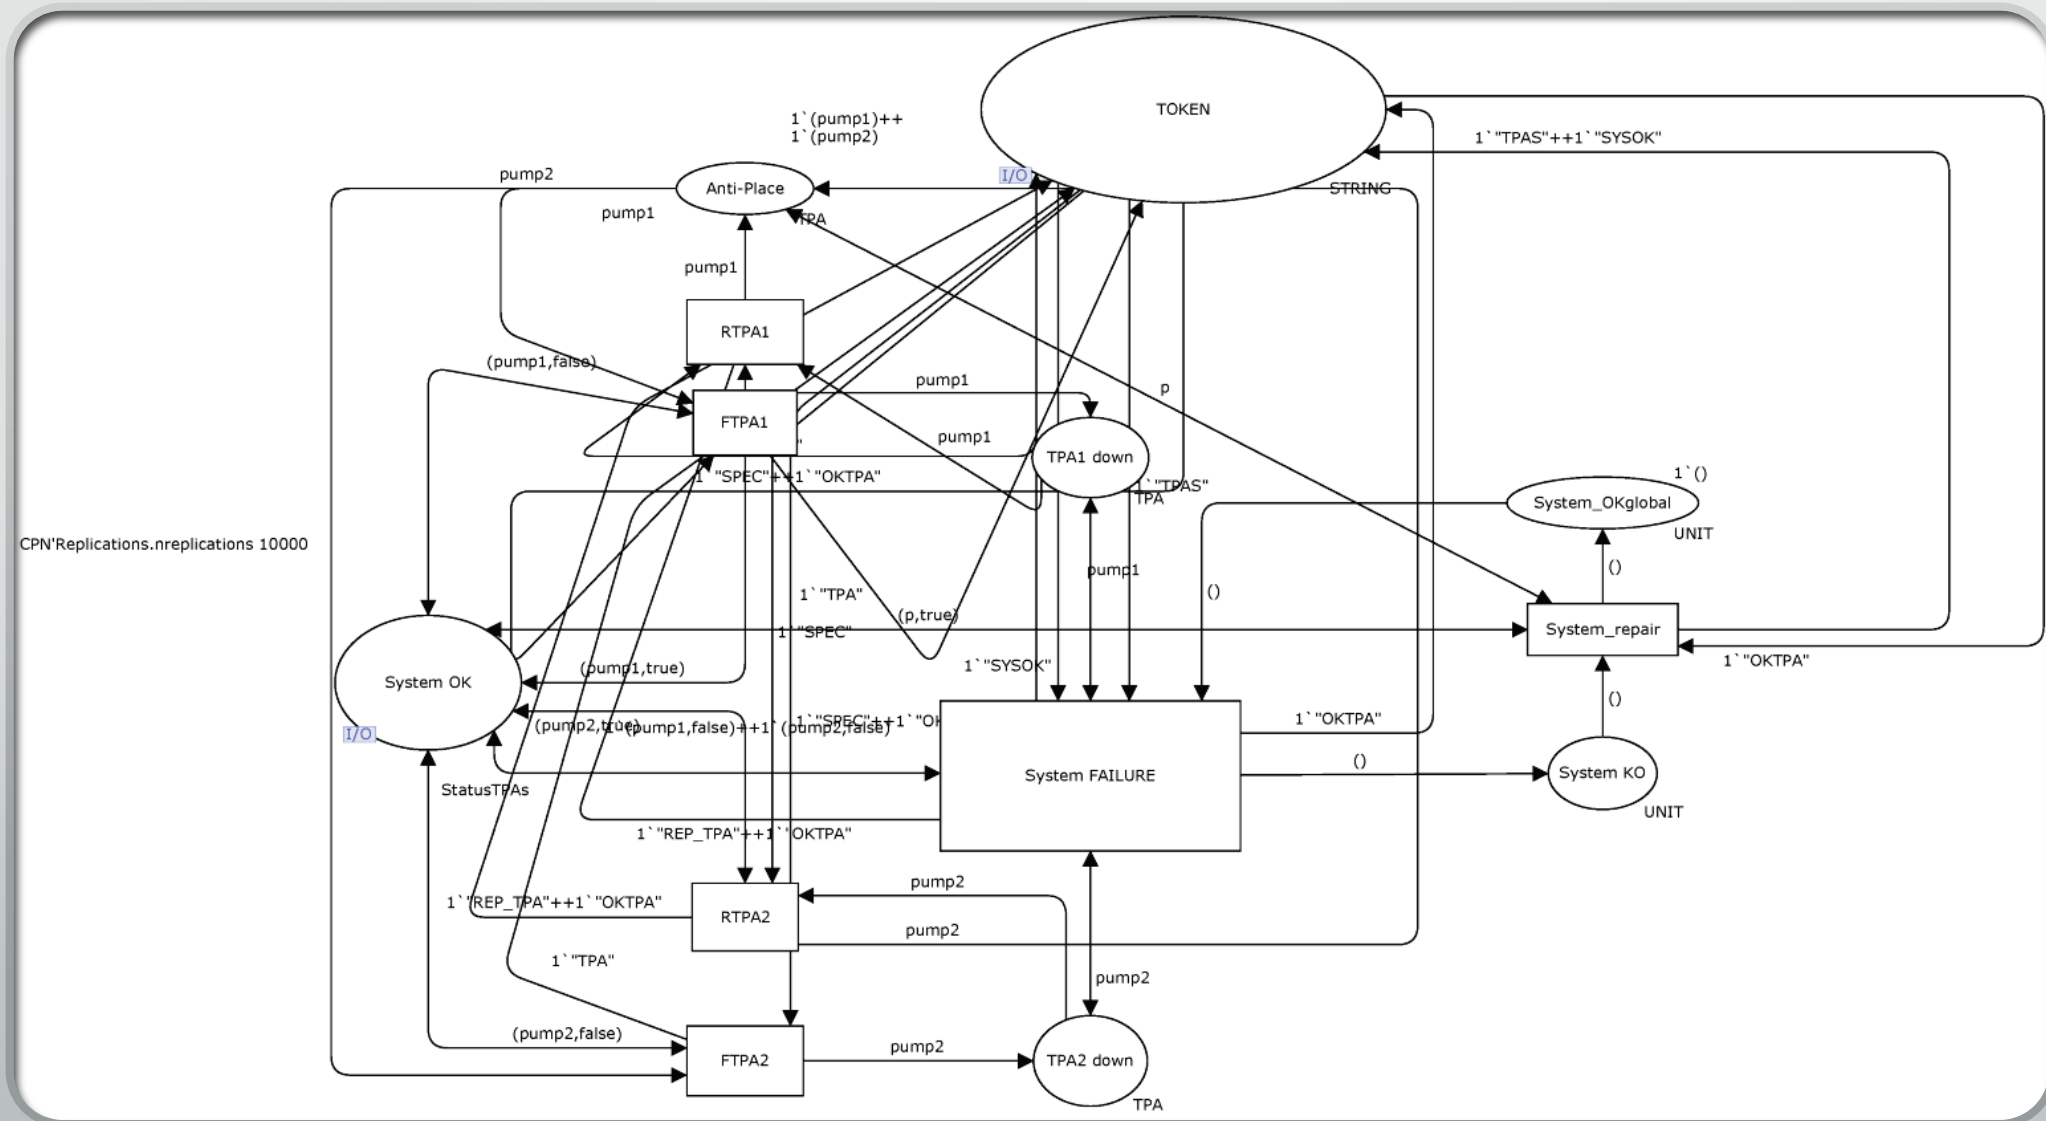 TOKEN
1`(pump1)++
1`(pump2)
1`"TPAS"++1`"SYSOK"
pump2
I/O
Anti-Place
STRING
pump1
TPA
pump1
RTPA1
(pump1,false)
pump1
p
FTPA1
"
pump1
TPA1 down
1`"SPEC"++1`"OKTPA"
1`"TPAS"
TPA
1`()
System_OKglobal
UNIT
CPN'Replications.nreplications 10000
pump1
()
1`"TPA"
()
(p,true)
1`"SPEC"
System_repair
1`"SYSOK"
1`"OKTPA"
(pump1,true)
System OK
()
I/O
(pump2,true)
1`(pump1,false)++1`(pump2,false)
1`"SPEC"++1`"OK
1`"OKTPA"
()
System FAILURE
System KO
StatusTPAs
UNIT
1`"REP_TPA"++1`"OKTPA"
pump2
1`"REP_TPA"++1`"OKTPA"
RTPA2
pump2
1`"TPA"
pump2
(pump2,false)
pump2
FTPA2
TPA2 down
TPA